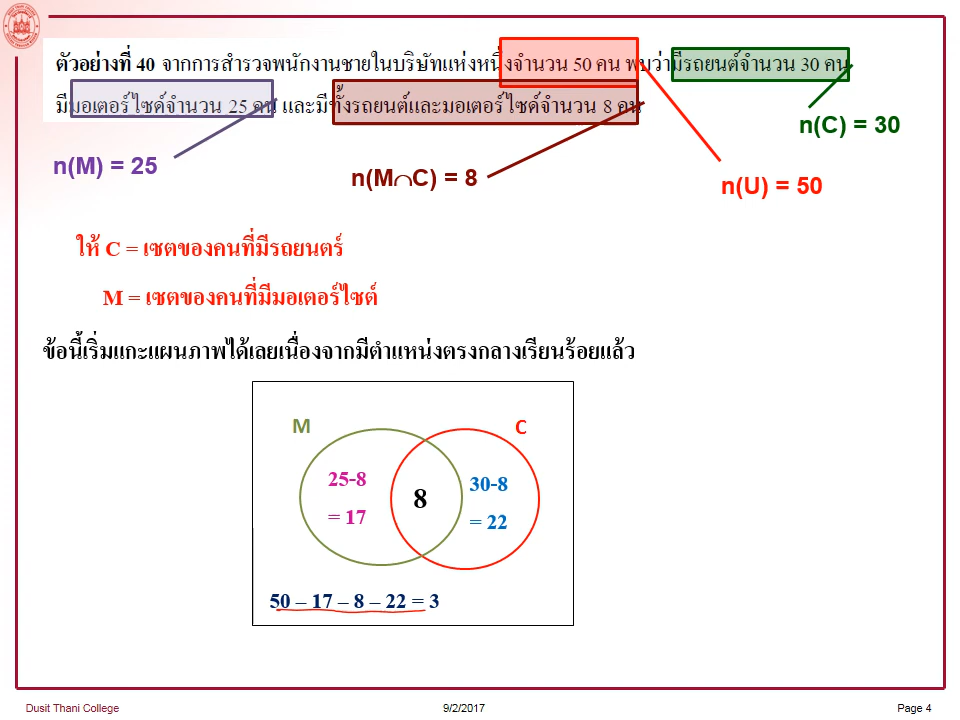 ตัวอย่างที่ 40 จากการสำรวจพนักงานชายในบริษัทแห่งหนึ่งจำนวน 50 คน พบว่ามีรถยนต์จำนวน 30 คน
มีมอเตอร์ไซด์จำนวน 25 คน และมีทั้งรถยนต์และมอเตอร์ไซด์จำนวน 8 คน
n(C) = 30
n(M) = 25
n(M∩C) = 8
n(U) = 50
ให้ C = เซตของคนที่มีรถยนตร์
M = เซตของคนที่มีมอเตอร์ไซต์
ข้อนี้เริ่มแกะแผนภาพได้เลยเนื่องจากมีตำแหน่งตรงกลางเรียนร้อยแล้ว
M
C
25-8
= 17
8
30-8
= 22
50 – 17 – 8 – 22 = 3
Dusit Thani College
9/2/2017
Page 4